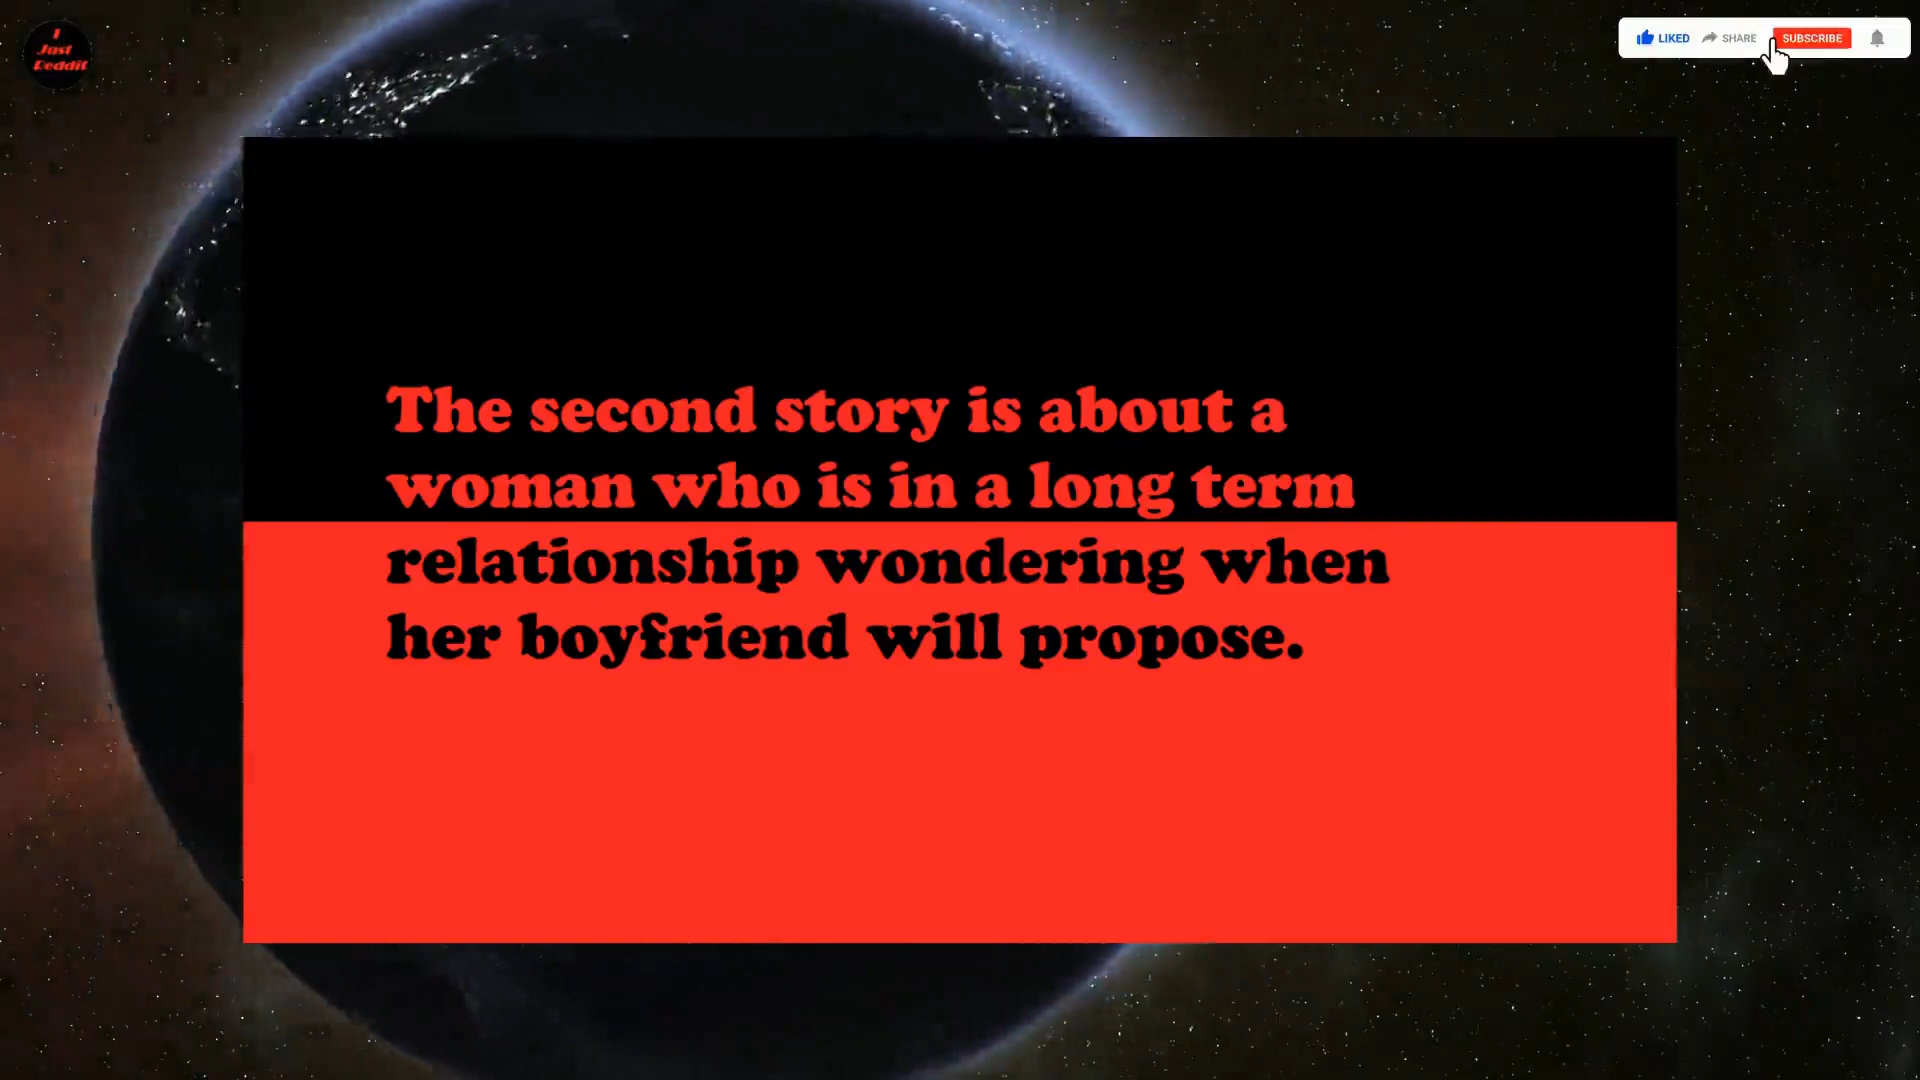 I
Just
Reddit
LIKED SHARE SUBSCRIBE
The second story is about a
woman who is in a long term
relationship wondering when
her boyfriend will propose.